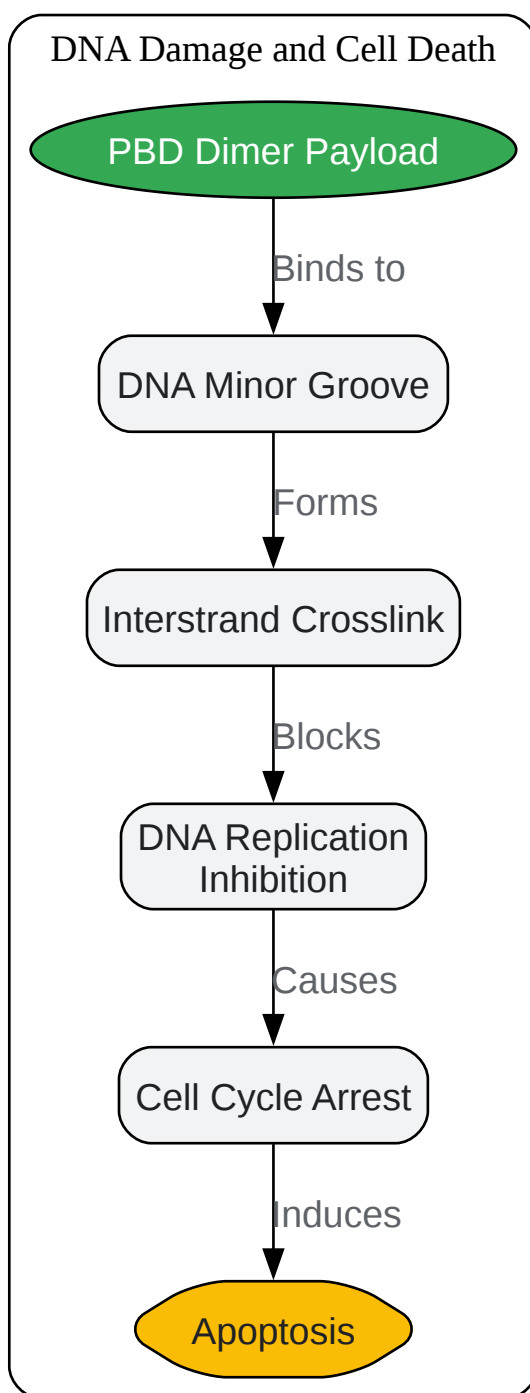 DNA Damage and Cell Death
PBD Dimer Payload
Binds to
DNA Minor Groove
Forms
Interstrand Crosslink
Blocks
DNA Replication
Inhibition
Causes
Cell Cycle Arrest
Induces
Apoptosis